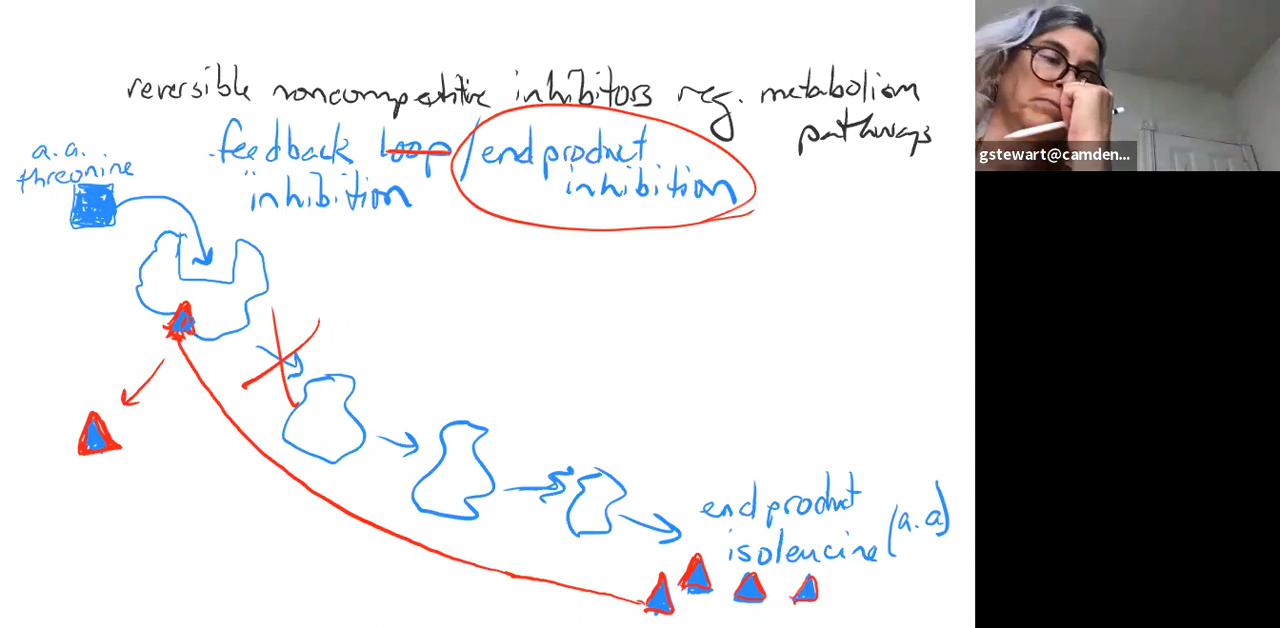 reversible noncompetitive inhibitors reg. metabolism
pathways
feedback loop / end product
inhibition inhibition
a.a.
threonine
end product
isoleucine (a.a)
gstewart@camden...